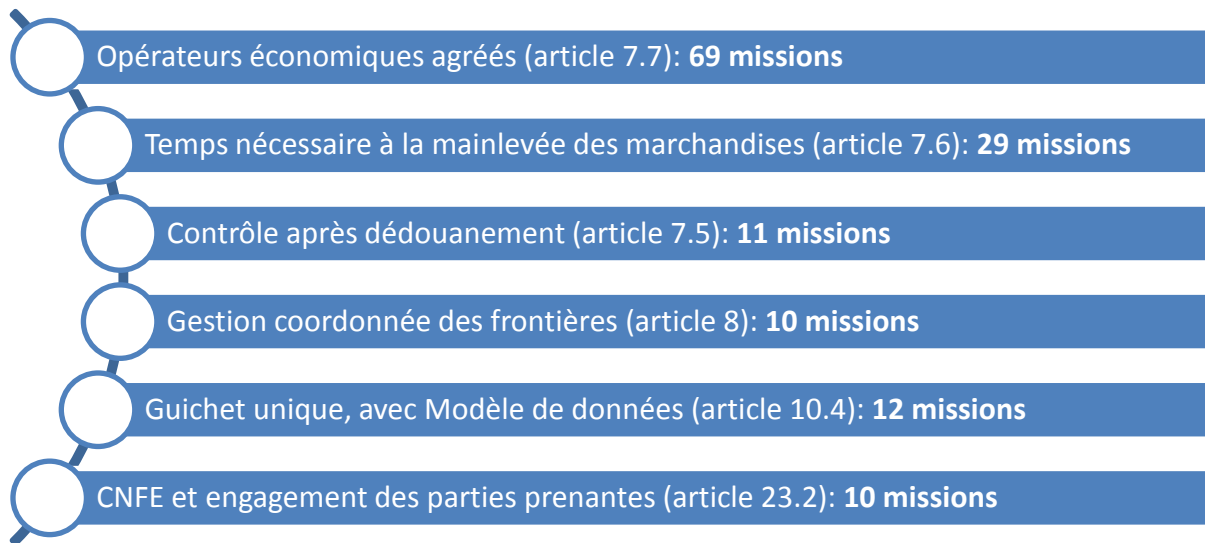 Opérateurs économiques agréés (article 7.7): 69 missions
Temps nécessaire à la mainlevée des marchandises (article 7.6): 29 missions
Contrôle après dédouanement (article 7.5): 11 missions
Gestion coordonnée des frontières (article 8): 10 missions
Guichet unique, avec Modèle de données (article 10.4): 12 missions
CNFE et engagement des parties prenantes (article 23.2): 10 missions